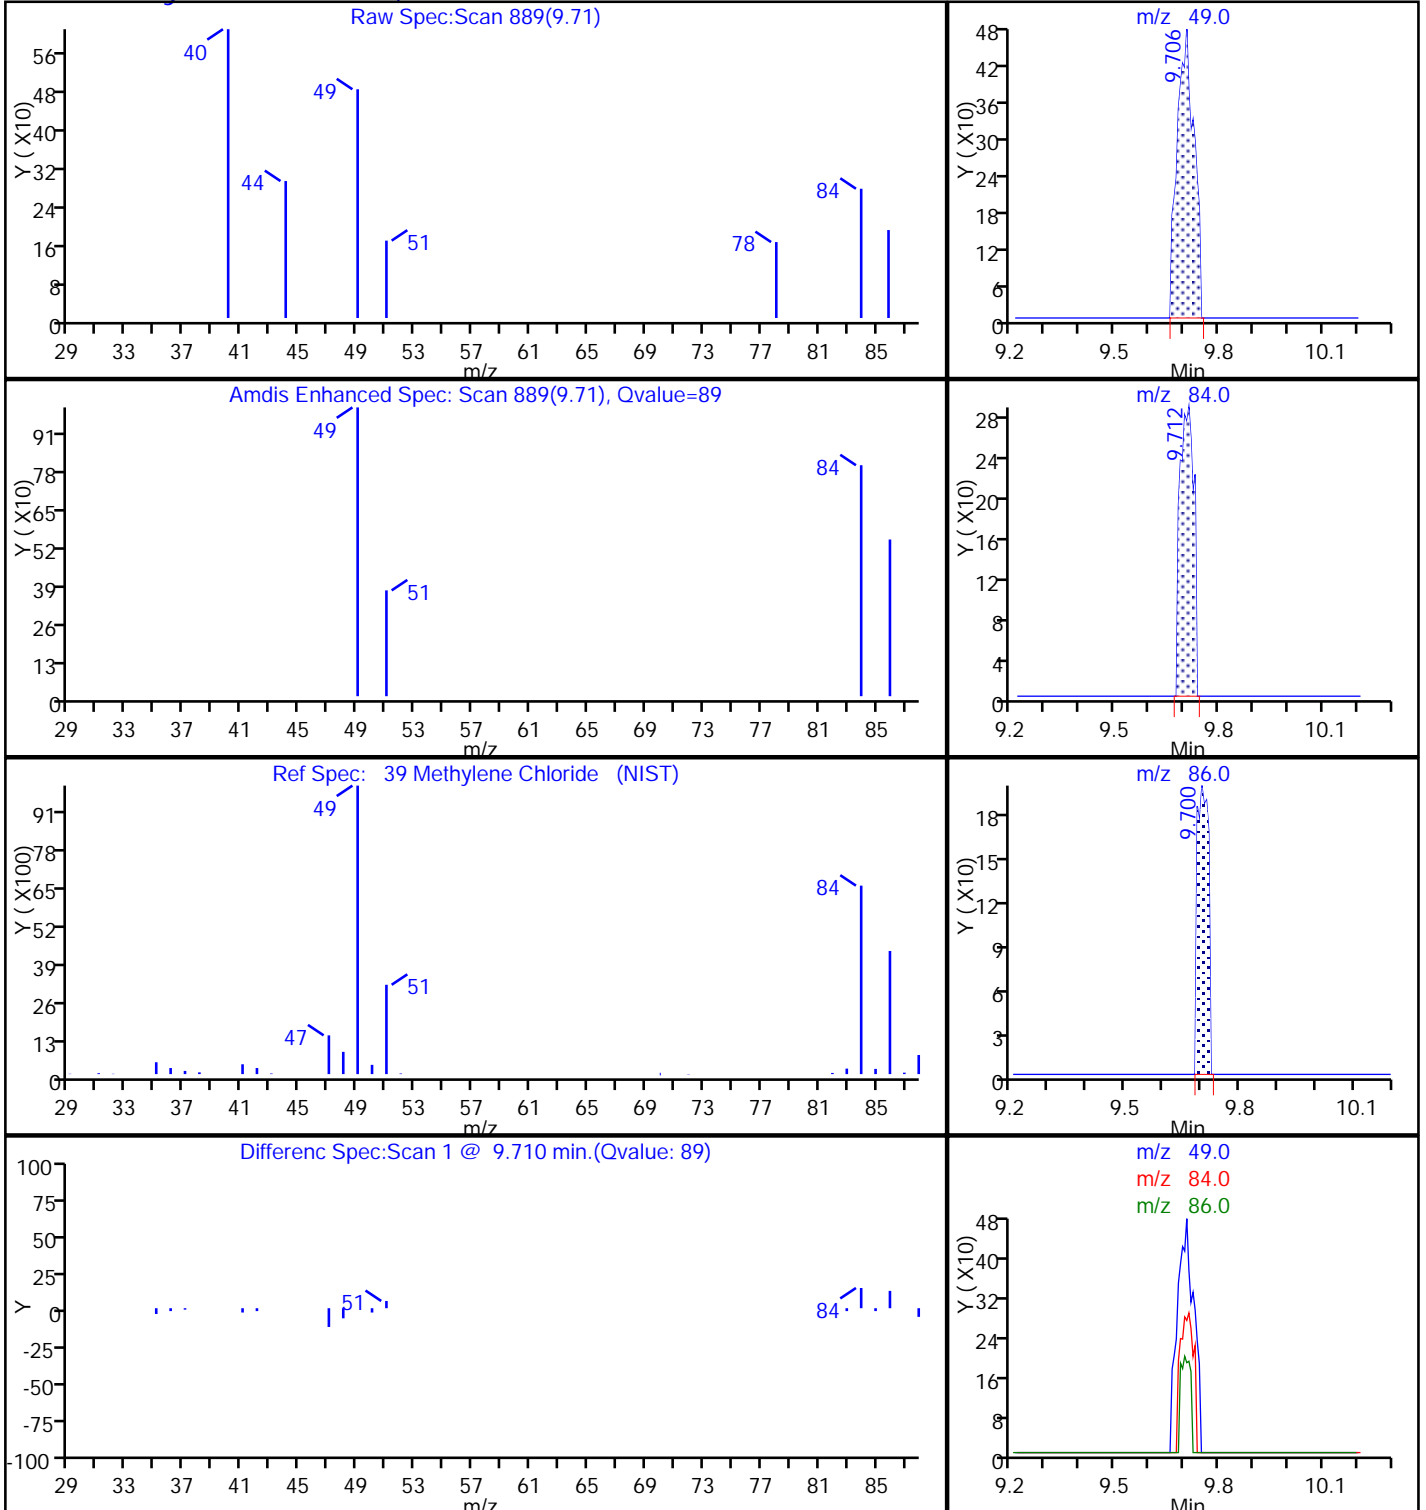 Raw Spec:Scan 889(9.71)
Y ( X10)
56
48
40
32
24
16
8
0
40
44
49
51
78
84
29 33 37 41 45 49 53 57 61 65 69 73 77 81 85
m/z
m/z 49.0
Y ( X10)
48
42
36
30
24
18
12
6
0
9.706
9.2 9.5 9.8 10.1
Min
Amdis Enhanced Spec: Scan 889(9.71), Qvalue=89
Y ( X10)
91
78
65
52
39
26
13
0
49
51
84
29 33 37 41 45 49 53 57 61 65 69 73 77 81 85
m/z
m/z 84.0
Y ( X10)
28
24
20
16
12
8
4
0
9.712
9.2 9.5 9.8 10.1
Min
Ref Spec: 39 Methylene Chloride (NIST)
Y ( X100)
91
78
65
52
39
26
13
0
47
49
51
84
29 33 37 41 45 49 53 57 61 65 69 73 77 81 85
m/z
m/z 86.0
Y ( X10)
18
15
12
9
6
3
0
9.700
9.2 9.5 9.8 10.1
Min
Differenc Spec:Scan 1 @ 9.710 min.(Qvalue: 89)
Y
100
75
50
25
0
-25
-50
-75
-100
51
84
29 33 37 41 45 49 53 57 61 65 69 73 77 81 85
m/z
m/z 49.0
m/z 84.0
m/z 86.0
Y ( X10)
48
40
32
24
16
8
0
9.2 9.5 9.8 10.1
Min